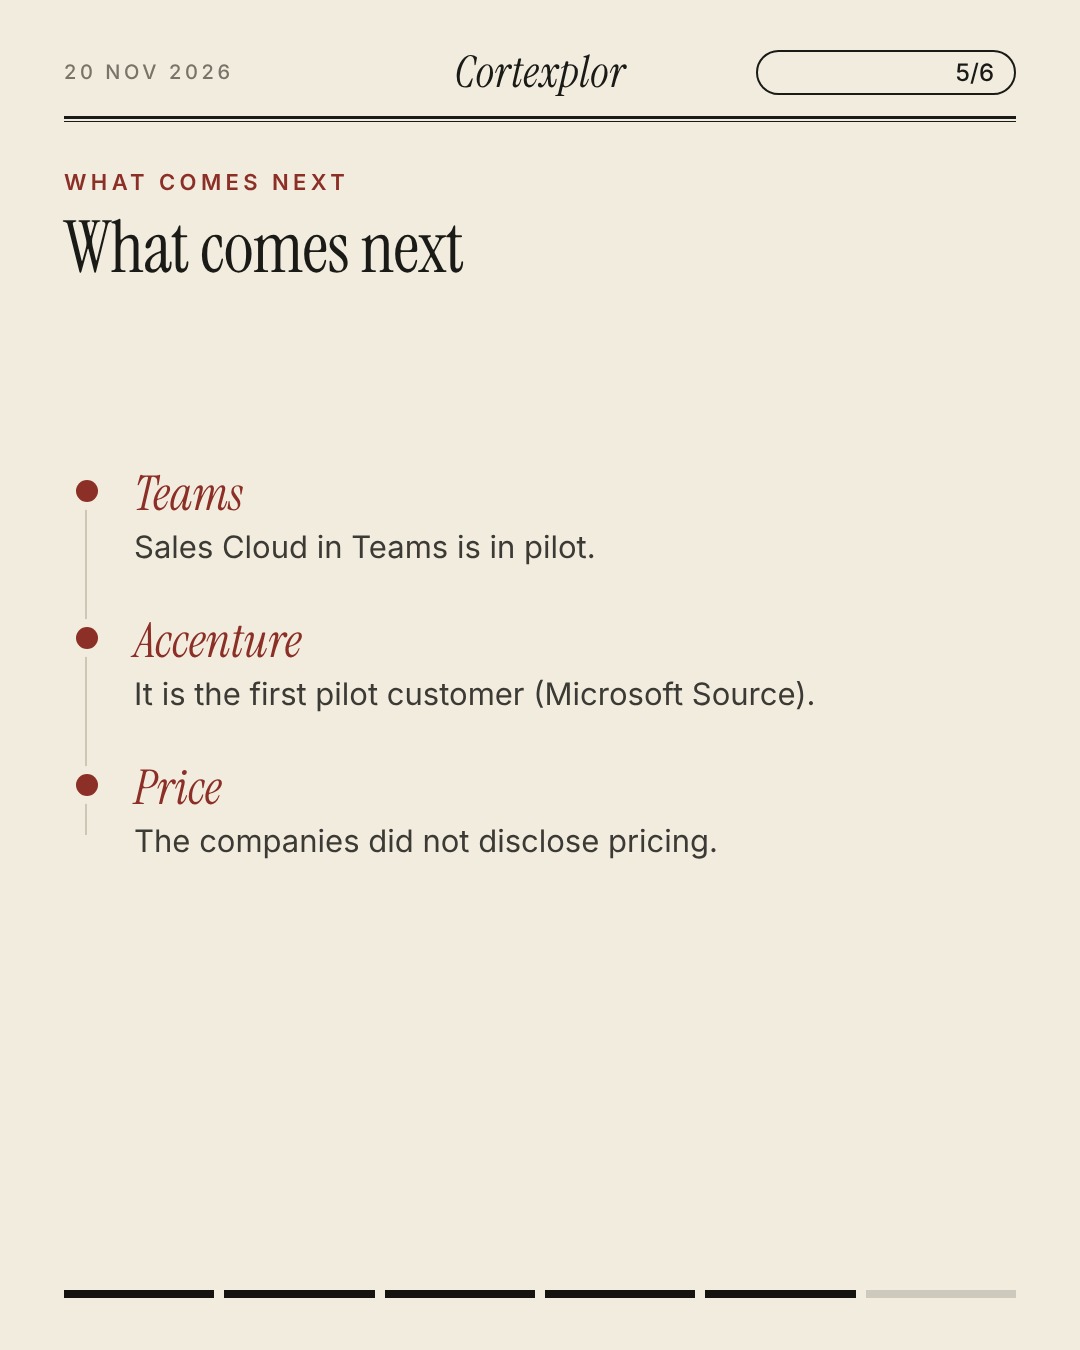 20 NOV 2026
Cortexplor
5/6
WHAT COMES NEXT
What comes next
Teams
Sales Cloud in Teams is in pilot.
Accenture
It is the first pilot customer (Microsoft Source).
Price
The companies did not disclose pricing.